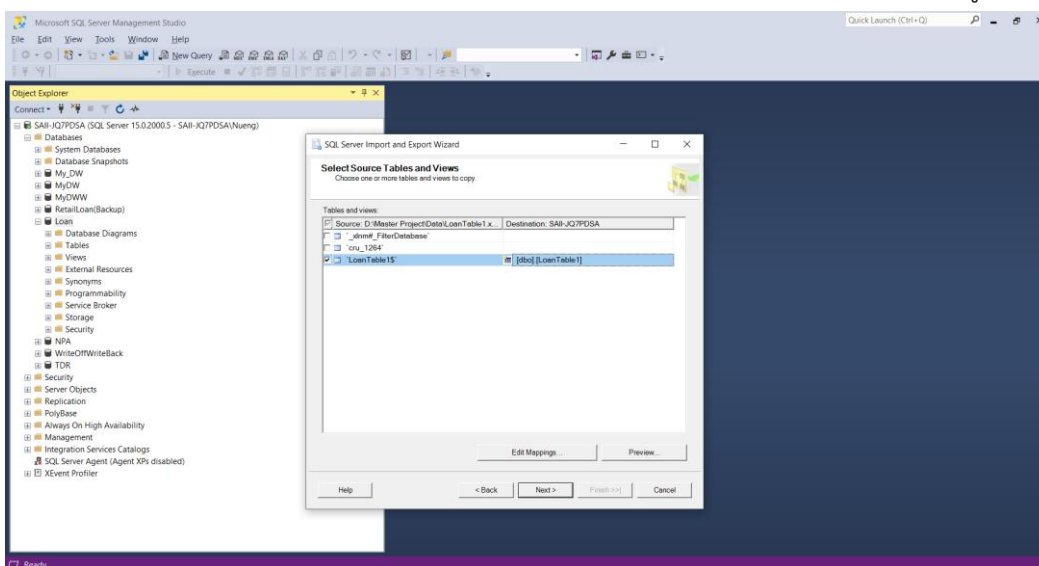 Microsoft SQL Server Management Studio
Quick Launch (Ctrl+Q)
File Edit View Tools Window Help
New Query
Execute
Object Explorer
Connect
SAII-JQ7PDSA (SQL Server 15.0.2000.5 - SAII-JQ7PDSA\Nueng)
Databases
System Databases
Database Snapshots
My_DW
MyDW
MyDWW
RetailLoan(Backup)
Loan
Database Diagrams
Tables
Views
External Resources
Synonyms
Programmability
Service Broker
Storage
Security
NPA
WriteOffWriteBack
TDR
Security
Server Objects
Replication
PolyBase
Always On High Availability
Management
Integration Services Catalogs
SQL Server Agent (Agent XPs disabled)
XEvent Profiler
SQL Server Import and Export Wizard
Select Source Tables and Views
Choose one or more tables and views to copy.
Tables and views:
Source: D:\Master Project\Data\LoanTable1.x... Destination: SAII-JQ7PDSA
`_xlnm#_FilterDatabase`
`cru_1264`
`LoanTable1$` [dbo].[LoanTable1]
Edit Mappings... Preview...
Help < Back Next > Finish >>| Cancel
Ready